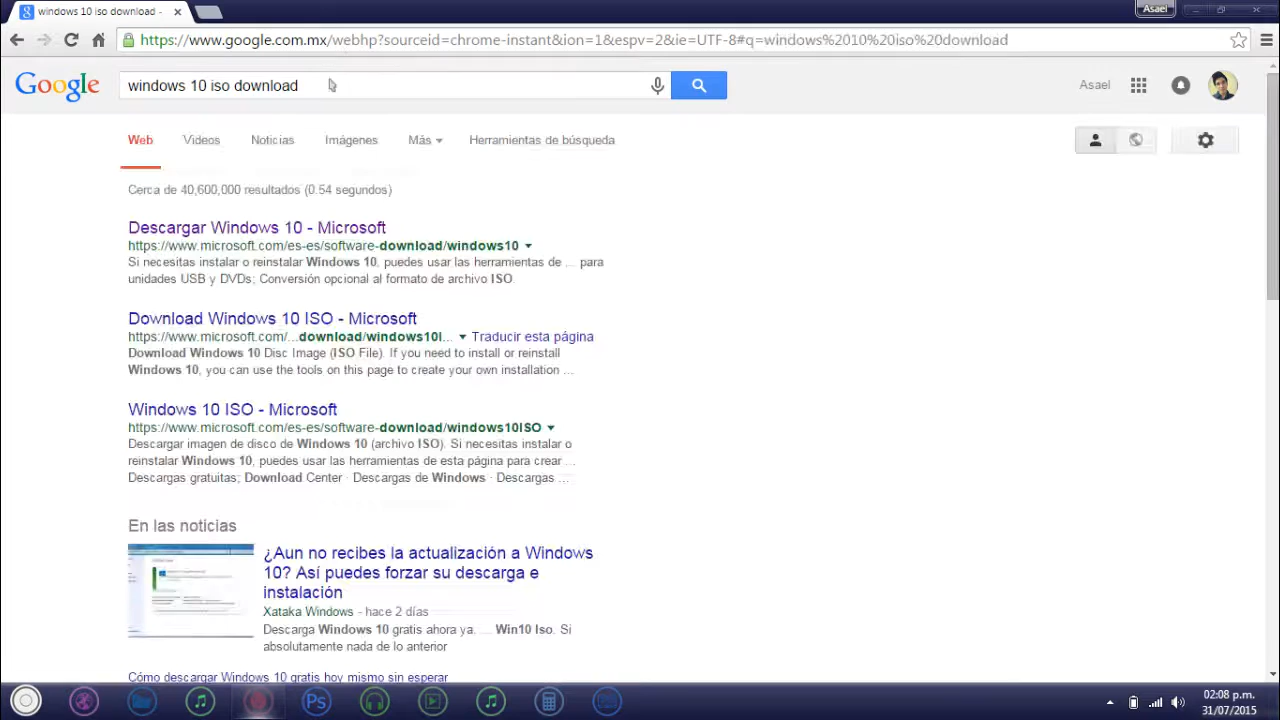 windows 10 iso download -
Asael
https://www.google.com.mx/webhp?sourceid=chrome-instant&ion=1&espv=2&ie=UTF-8#q=windows%2010%20iso%20download
Google
windows 10 iso download
Asael
Web
Videos
Noticias
Imágenes
Más
Herramientas de búsqueda
Cerca de 40,600,000 resultados (0.54 segundos)
Descargar Windows 10 - Microsoft
https://www.microsoft.com/es-es/software-download/windows10
Si necesitas instalar o reinstalar Windows 10, puedes usar las herramientas de ... para
unidades USB y DVDs; Conversión opcional al formato de archivo ISO.
Download Windows 10 ISO - Microsoft
https://www.microsoft.com/...download/windows10I... Traducir esta página
Download Windows 10 Disc Image (ISO File). If you need to install or reinstall
Windows 10, you can use the tools on this page to create your own installation ...
Windows 10 ISO - Microsoft
https://www.microsoft.com/es-es/software-download/windows10ISO
Descargar imagen de disco de Windows 10 (archivo ISO). Si necesitas instalar o
reinstalar Windows 10, puedes usar las herramientas de esta página para crear ...
Descargas gratuitas; Download Center · Descargas de Windows · Descargas ...
En las noticias
¿Aun no recibes la actualización a Windows
10? Así puedes forzar su descarga e
instalación
Xataka Windows - hace 2 días
Descarga Windows 10 gratis ahora ya. ... Win10 Iso. Si
absolutamente nada de lo anterior
Cómo descargar Windows 10 gratis hoy mismo sin esperar
Ps
02:08 p.m.
31/07/2015